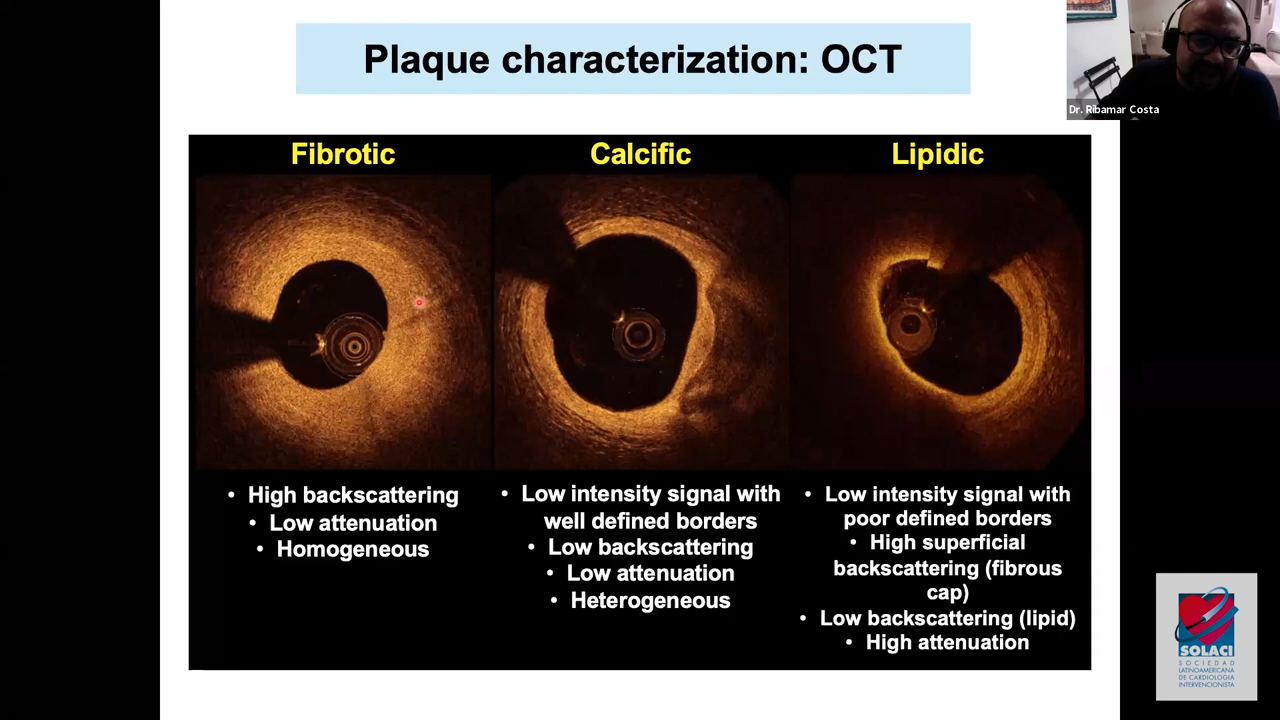 Plaque characterization: OCT
Dr. Ribamar Costa
Fibrotic
Calcific
Lipidic
• High backscattering
• Low attenuation
• Homogeneous
• Low intensity signal with
well defined borders
• Low backscattering
• Low attenuation
• Heterogeneous
• Low intensity signal with
poor defined borders
• High superficial
backscattering (fibrous
cap)
• Low backscattering (lipid)
• High attenuation
SOLACI
SOCIEDAD
LATINOAMERICANA
DE CARDIOLOGIA
INTERVENCIONISTA